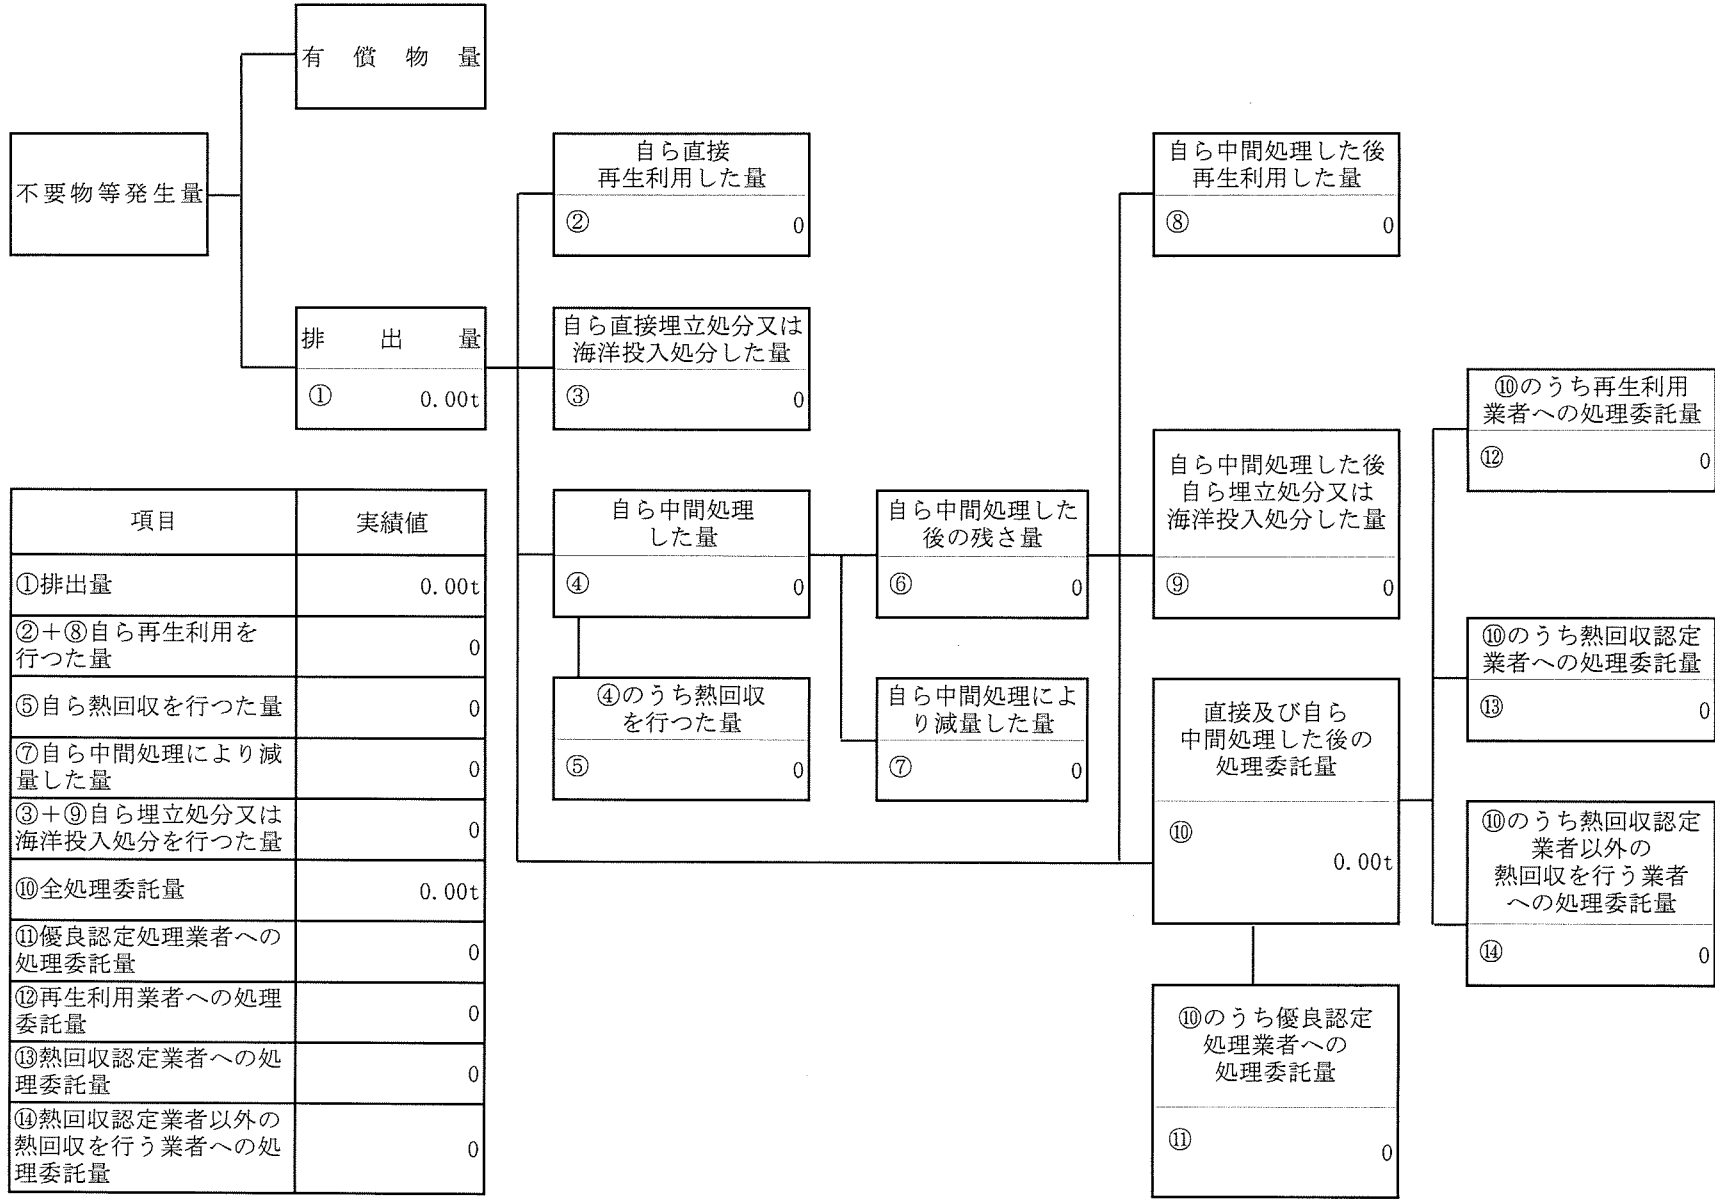 有償物量
不要物等発生量
排出量
① 0.00t
自ら直接
再生利用した量
② 0
自ら直接埋立処分又は
海洋投入処分した量
③ 0
自ら中間処理
した量
④ 0
④のうち熱回収
を行つた量
⑤ 0
自ら中間処理した
後の残さ量
⑥ 0
自ら中間処理によ
り減量した量
⑦ 0
自ら中間処理した後
再生利用した量
⑧ 0
自ら中間処理した後
自ら埋立処分又は
海洋投入処分した量
⑨ 0
直接及び自ら
中間処理した後の
処理委託量
⑩
0.00t
⑩のうち優良認定
処理業者への
処理委託量
⑪ 0
⑩のうち再生利用
業者への処理委託量
⑫ 0
⑩のうち熱回収認定
業者への処理委託量
⑬ 0
⑩のうち熱回収認定
業者以外の
熱回収を行う業者
への処理委託量
⑭ 0
項目 実績値
①排出量 0.00t
②＋⑧自ら再生利用を
行つた量 0
⑤自ら熱回収を行つた量 0
⑦自ら中間処理により減
量した量 0
③＋⑨自ら埋立処分又は
海洋投入処分を行つた量 0
⑩全処理委託量 0.00t
⑪優良認定処理業者への
処理委託量 0
⑫再生利用業者への処理
委託量 0
⑬熱回収認定業者への処
理委託量 0
⑭熱回収認定業者以外の
熱回収を行う業者への処
理委託量 0